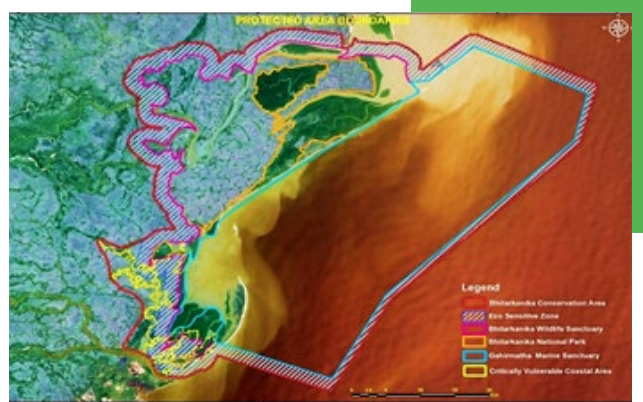 PROTECTED AREA BOUNDARIES
Legend
Bhitarkanika Conservation Area
Eco Sensitive Zone
Bhitarkanika Wildlife Sanctuary
Bhitarkanika National Park
Gahirmatha Marine Sanctuary
Critically Vulnerable Coastal Area